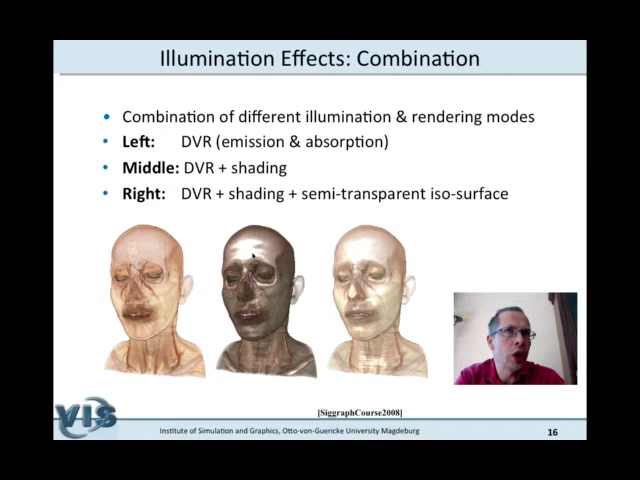 Illumination Effects: Combination
• Combination of different illumination & rendering modes
• Left: DVR (emission & absorption)
• Middle: DVR + shading
• Right: DVR + shading + semi-transparent iso-surface
[SiggraphCourse2008]
VIS
Institute of Simulation and Graphics, Otto-von-Guericke University Magdeburg
16